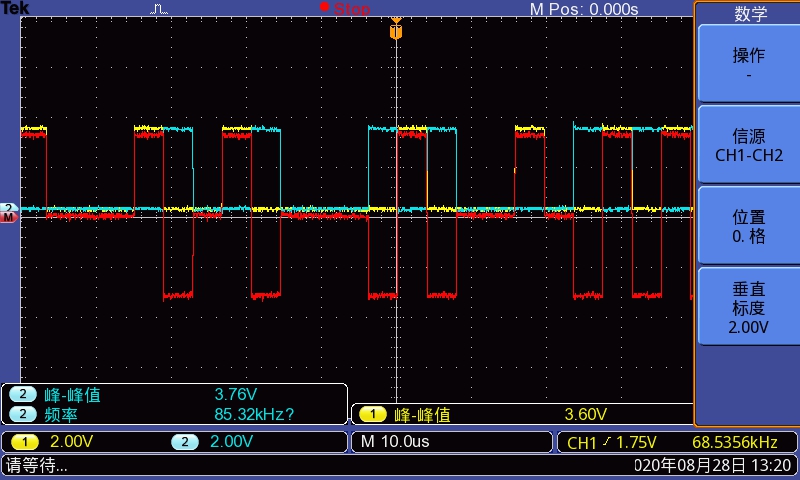 Tek
Stop
M Pos: 0.000s
数学
操作
-
信源
CH1-CH2
位置
0. 格
垂直
标度
2.00V
T
2
M
2 峰-峰值 3.76V
2 频率 85.32kHz?
1 峰-峰值 3.60V
1 2.00V 2 2.00V
M 10.0us
CH1 1.75V 68.5356kHz
请等待...
020年08月28日 13:20